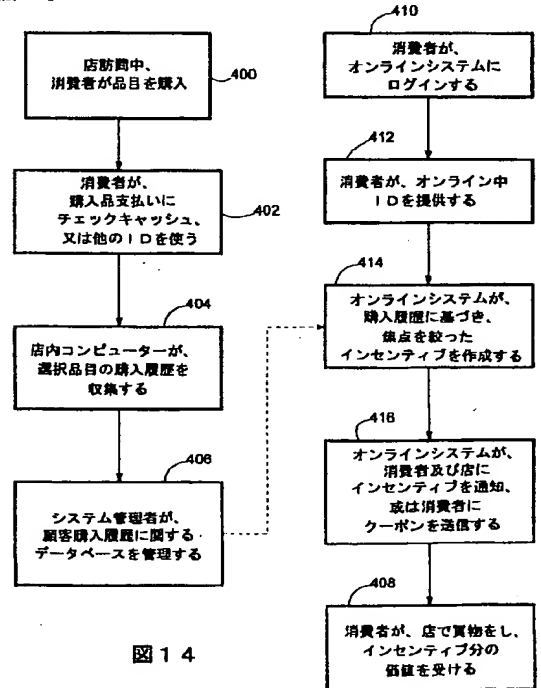 店訪問中、
消費者が品目を購入
400
消費者が、
購入品支払いに
チェックキャッシュ、
又は他のIDを使う
402
404
店内コンピューターが、
選択品目の購入履歴を
収集する
406
システム管理者が、
顧客購入履歴に関する
データベースを管理する
図14
410
消費者が、
オンラインシステムに
ログインする
412
消費者が、オンライン中
IDを提供する
414
オンラインシステムが、
購入履歴に基づき、
焦点を絞った
インセンティブを作成する
416
オンラインシステムが、
消費者及び店に
インセンティブを通知、
或は消費者に
クーポンを送信する
408
消費者が、店で買物をし、
インセンティブ分の
価値を受ける